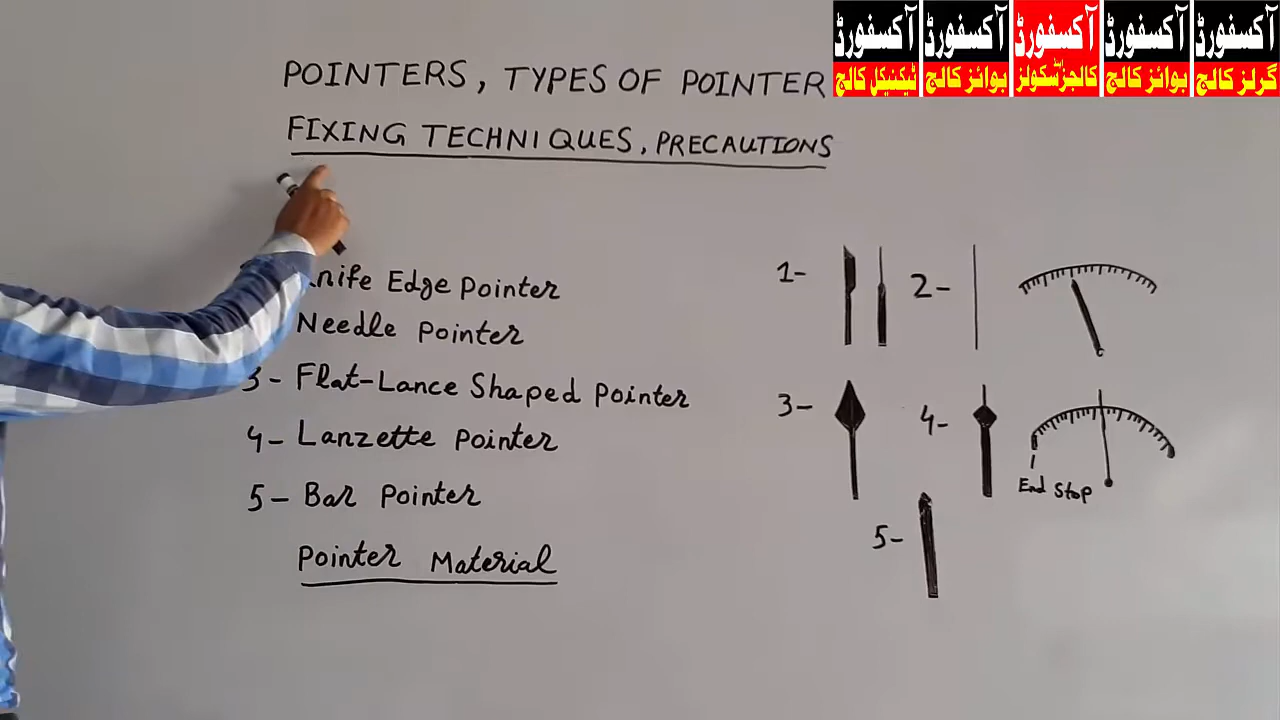 آکسفورڈ ٹیکنیکل کالج
آکسفورڈ بوائز کالج
آکسفورڈ کالجز اینڈ سکولز
آکسفورڈ بوائز کالج
آکسفورڈ گرلز کالج
POINTERS, TYPES OF POINTER
FIXING TECHNIQUES, PRECAUTIONS
nife Edge Pointer
Needle Pointer
3- Flat-Lance Shaped Pointer
4- Lanzette Pointer
5- Bar Pointer
Pointer Material
1-
2-
3-
4-
End Stop
5-